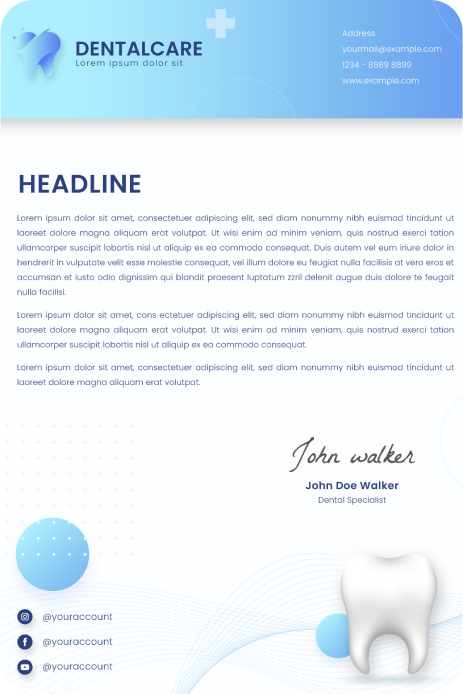 DENTALCARE
Lorem ipsum dolor sit
Address
yourmail@example.com
1234 - 8989 8899
www.example.com
HEADLINE
Lorem ipsum dolor sit amet, consectetuer adipiscing elit, sed diam nonummy nibh euismod tincidunt ut
laoreet dolore magna aliquam erat volutpat. Ut wisi enim ad minim veniam, quis nostrud exerci tation
ullamcorper suscipit lobortis nisl ut aliquip ex ea commodo consequat. Duis autem vel eum iriure dolor in
hendrerit in vulputate velit esse molestie consequat, vel illum dolore eu feugiat nulla facilisis at vero eros et
accumsan et iusto odio dignissim qui blandit praesent luptatum zzril delenit augue duis dolore te feugait
nulla facilisi.
Lorem ipsum dolor sit amet, cons ectetuer adipiscing elit, sed diam nonummy nibh euismod tincidunt ut
laoreet dolore magna aliquam erat volutpat. Ut wisi enim ad minim veniam, quis nostrud exerci tation
ullamcorper suscipit lobortis nisl ut aliquip ex ea commodo consequat.
Lorem ipsum dolor sit amet, consectetuer adipiscing elit, sed diam nonummy nibh euismod tincidunt ut
laoreet dolore magna aliquam erat volutpat.
John walker
John Doe Walker
Dental Specialist
@youraccount
@youraccount
@youraccount